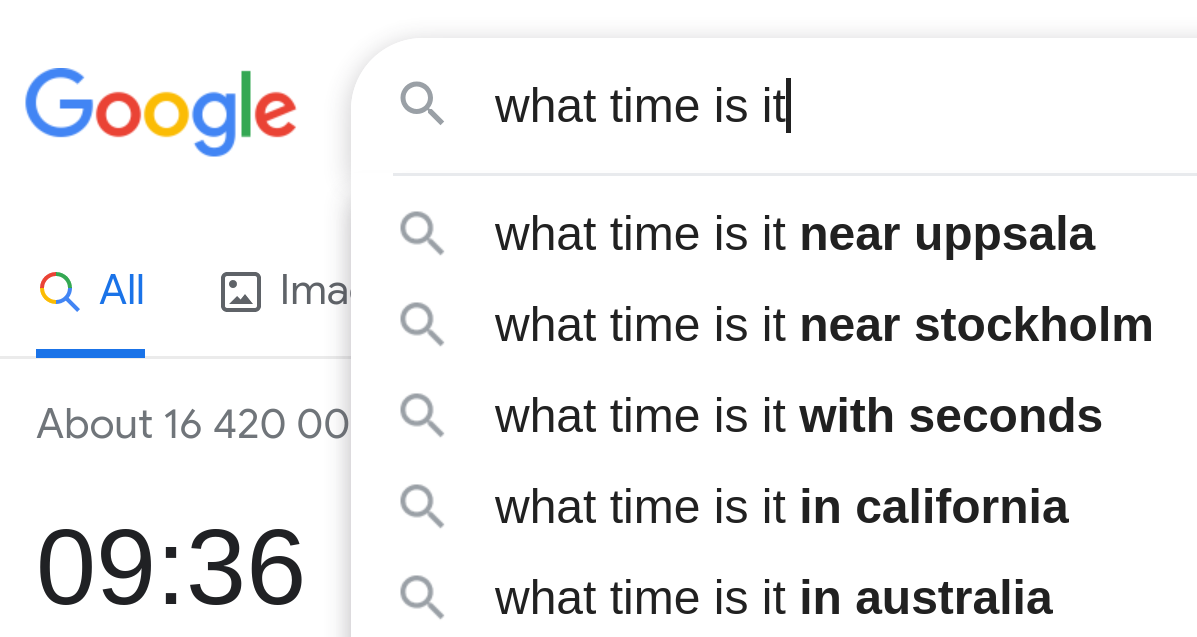 Google
what time is it
what time is it near uppsala
what time is it near stockholm
what time is it with seconds
what time is it in california
what time is it in australia
All
About 16 420 00
09:36